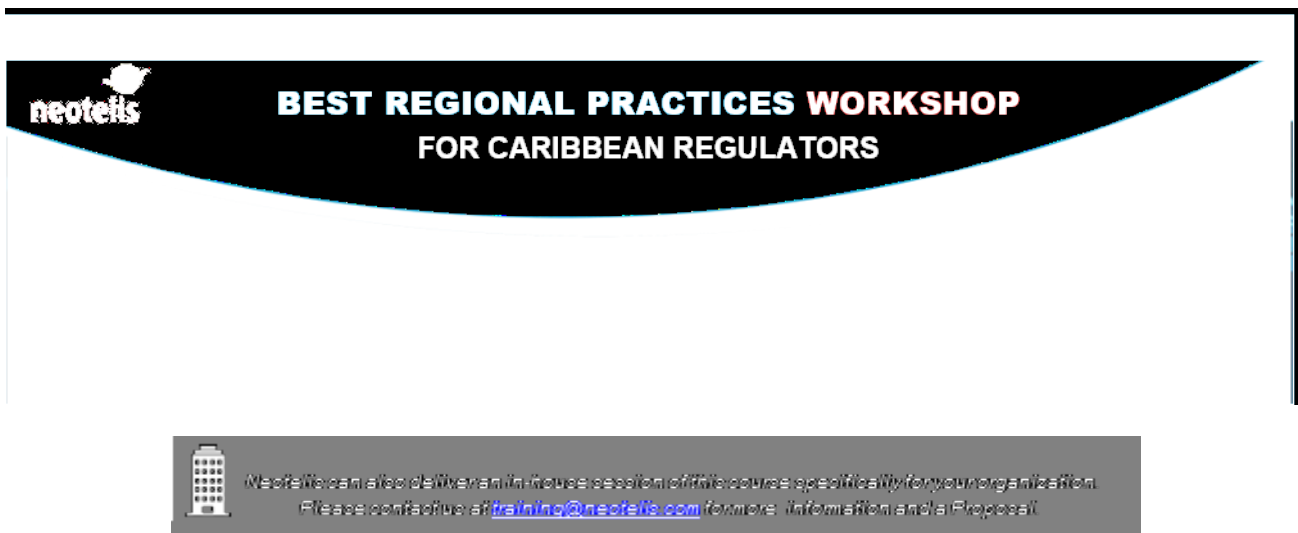 neotelis
BEST REGIONAL PRACTICES WORKSHOP
FOR CARIBBEAN REGULATORS
Neotelis can also deliver an in-house session of this course specifically for your organization.
Please contact us at training@neotelis.com for more information and a Proposal.